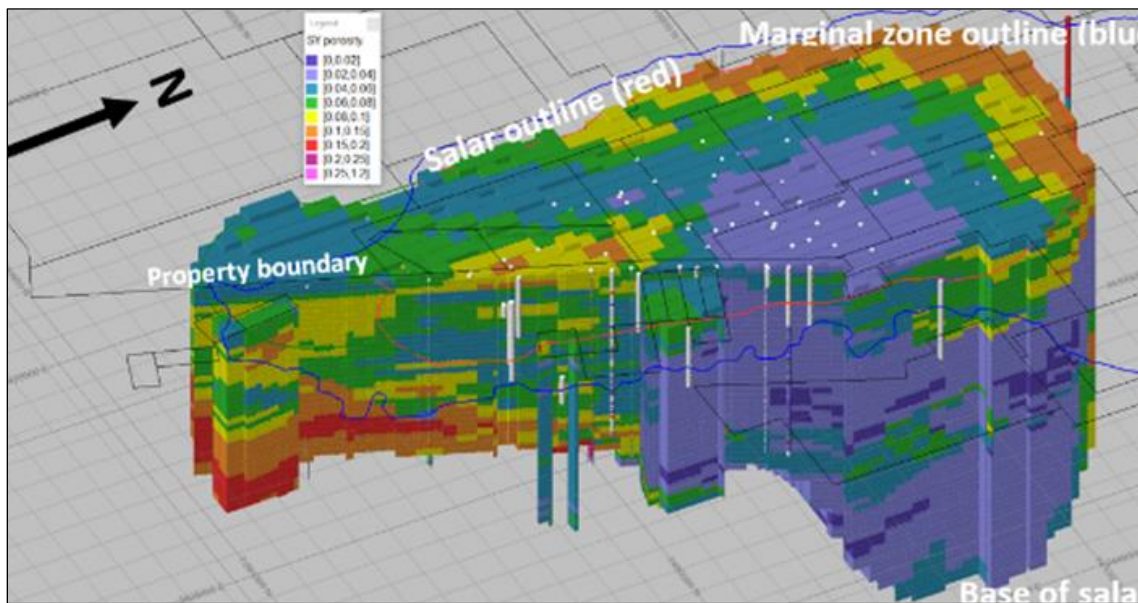 Legend
SY porosity
[0,0.02]
[0.02,0.04]
[0.04,0.06]
[0.06,0.08]
[0.08,0.1]
[0.1,0.15]
[0.15,0.2]
[0.2,0.25]
[0.25,1.2]
N
Marginal zone outline (blue
Salar outline (red)
Property boundary
Base of sala